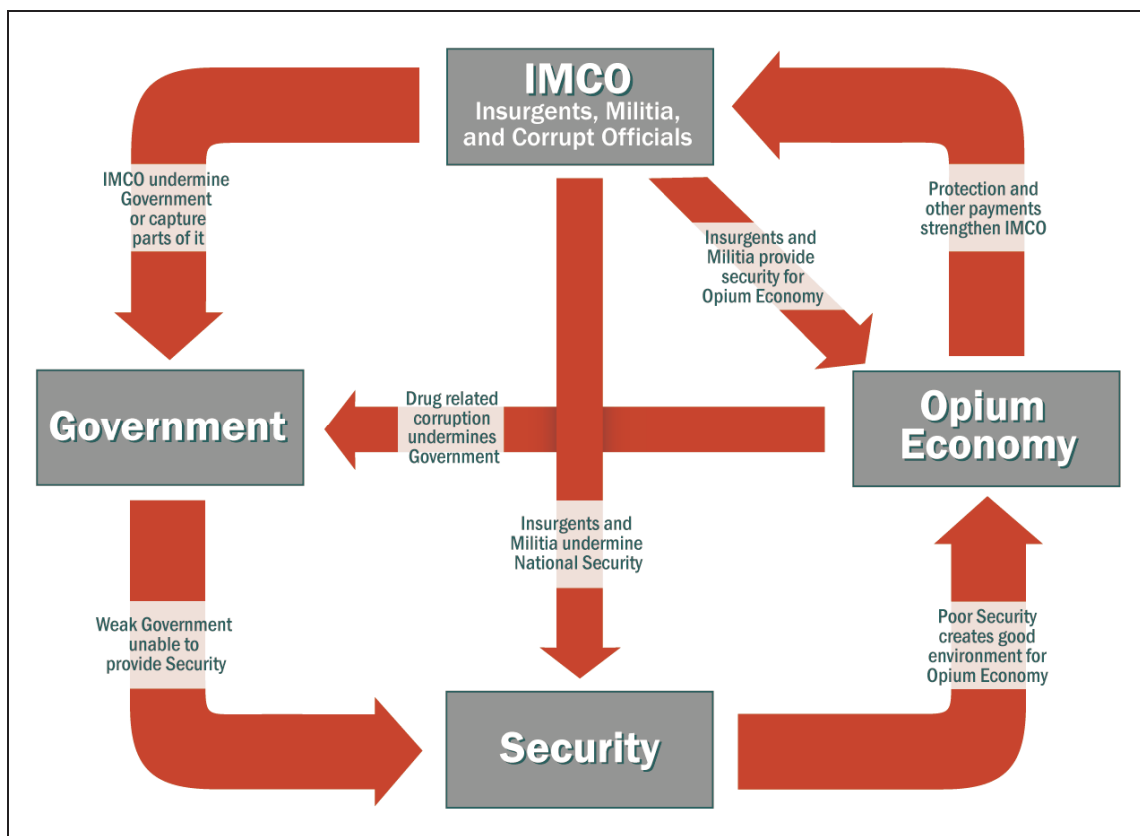 IMCO
Insurgents, Militia,
and Corrupt Officials
IMCO undermine
Government
or capture
parts of it
Insurgents and
Militia provide
security for
Opium Economy
Protection and
other payments
strengthen IMCO
Government
Drug related
corruption
undermines
Government
Opium
Economy
Insurgents and
Militia undermine
National Security
Weak Government
unable to
provide Security
Poor Security
creates good
environment for
Opium Economy
Security